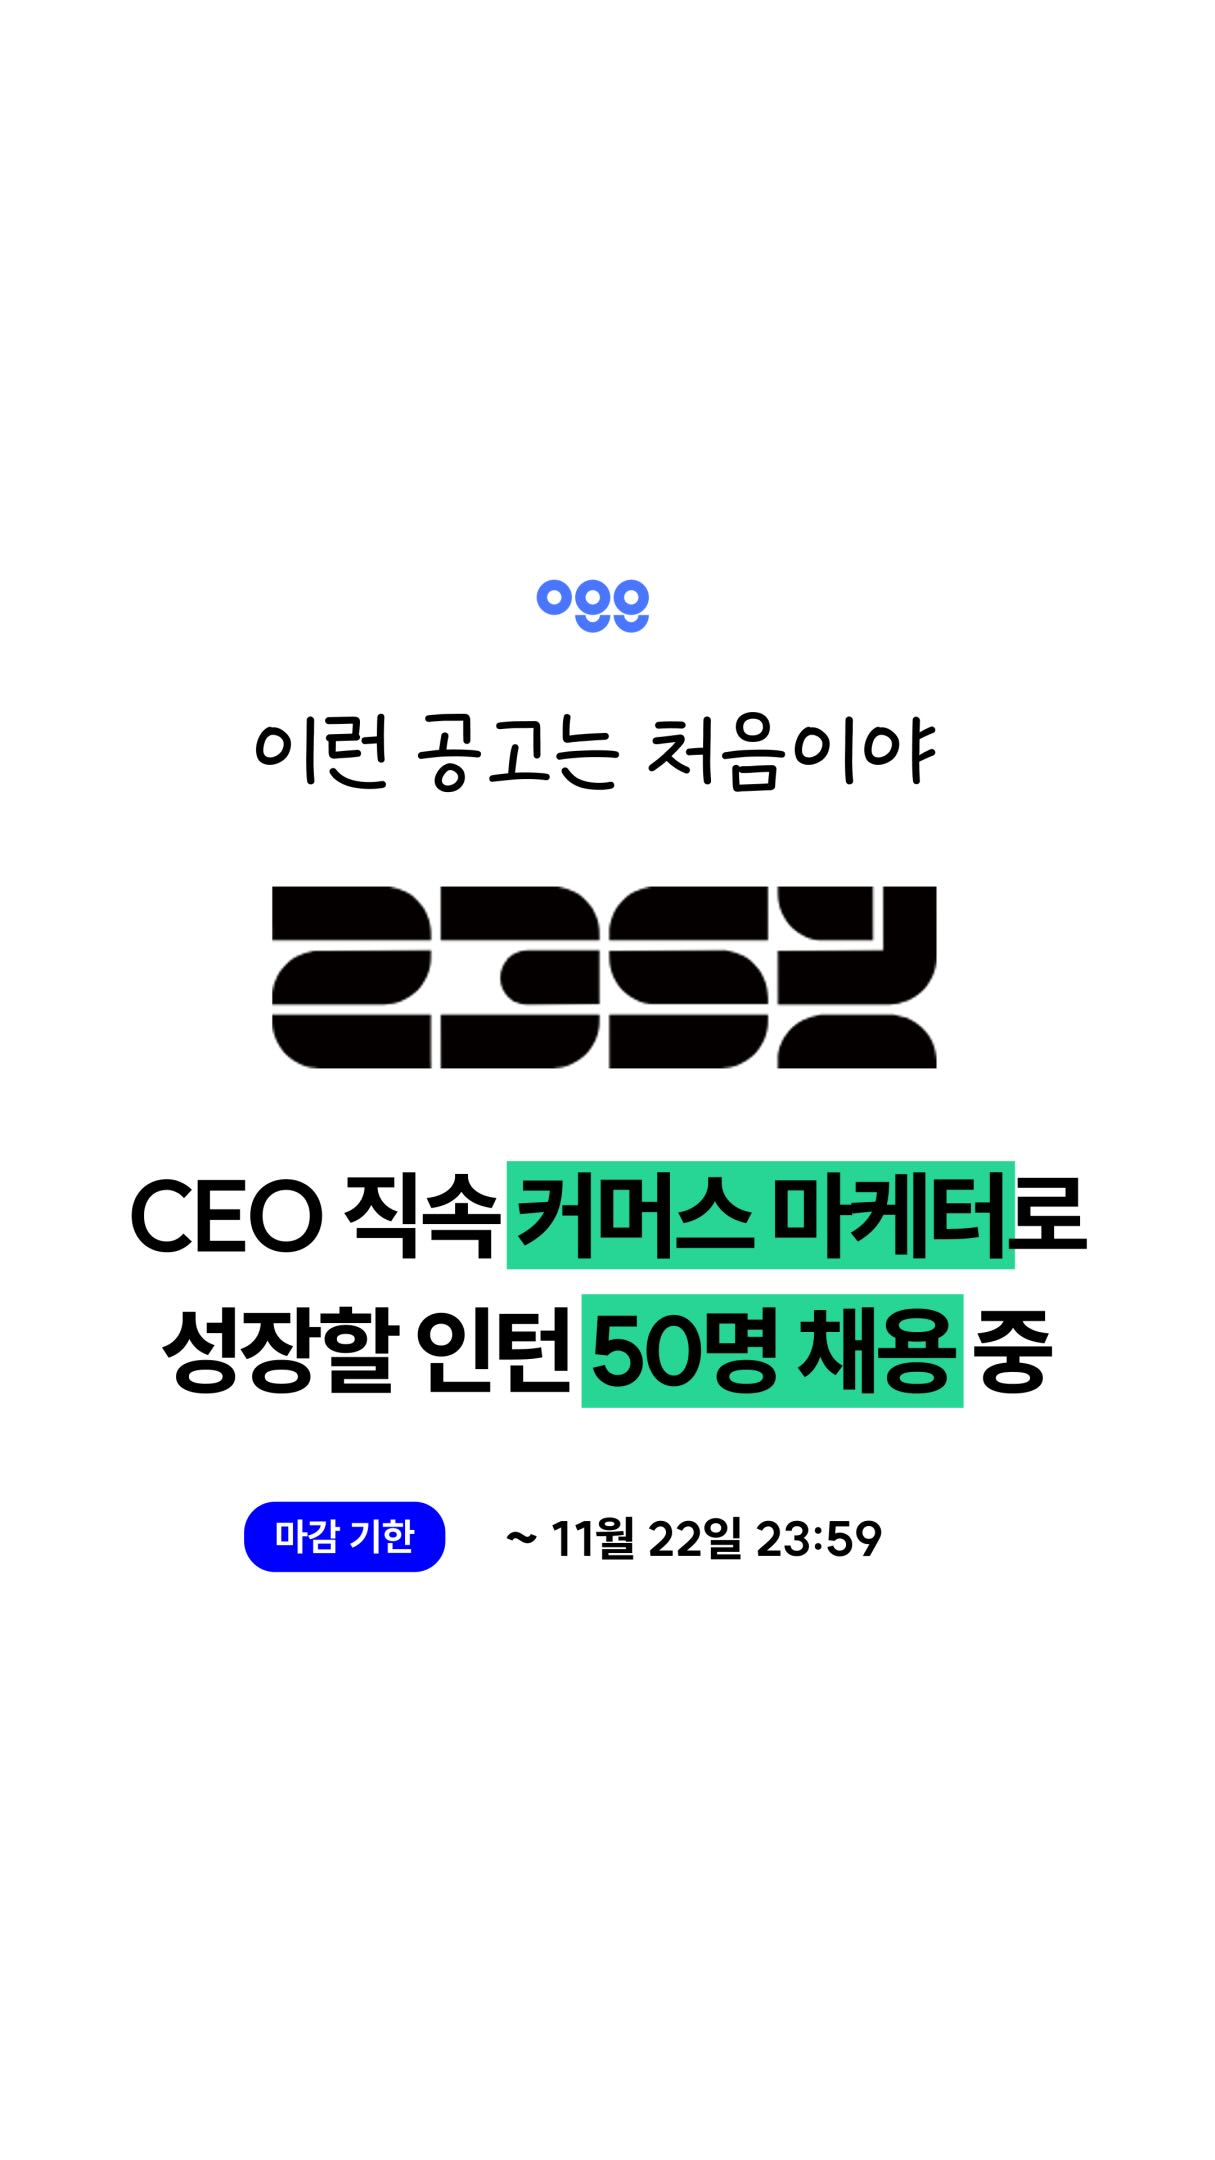 ogg
이런 공고는 처음이야
CEO 직속 커머스 마케터로
성장할 인턴 50명 채용 중
마감 기한 ~ 11월 22일 23:59